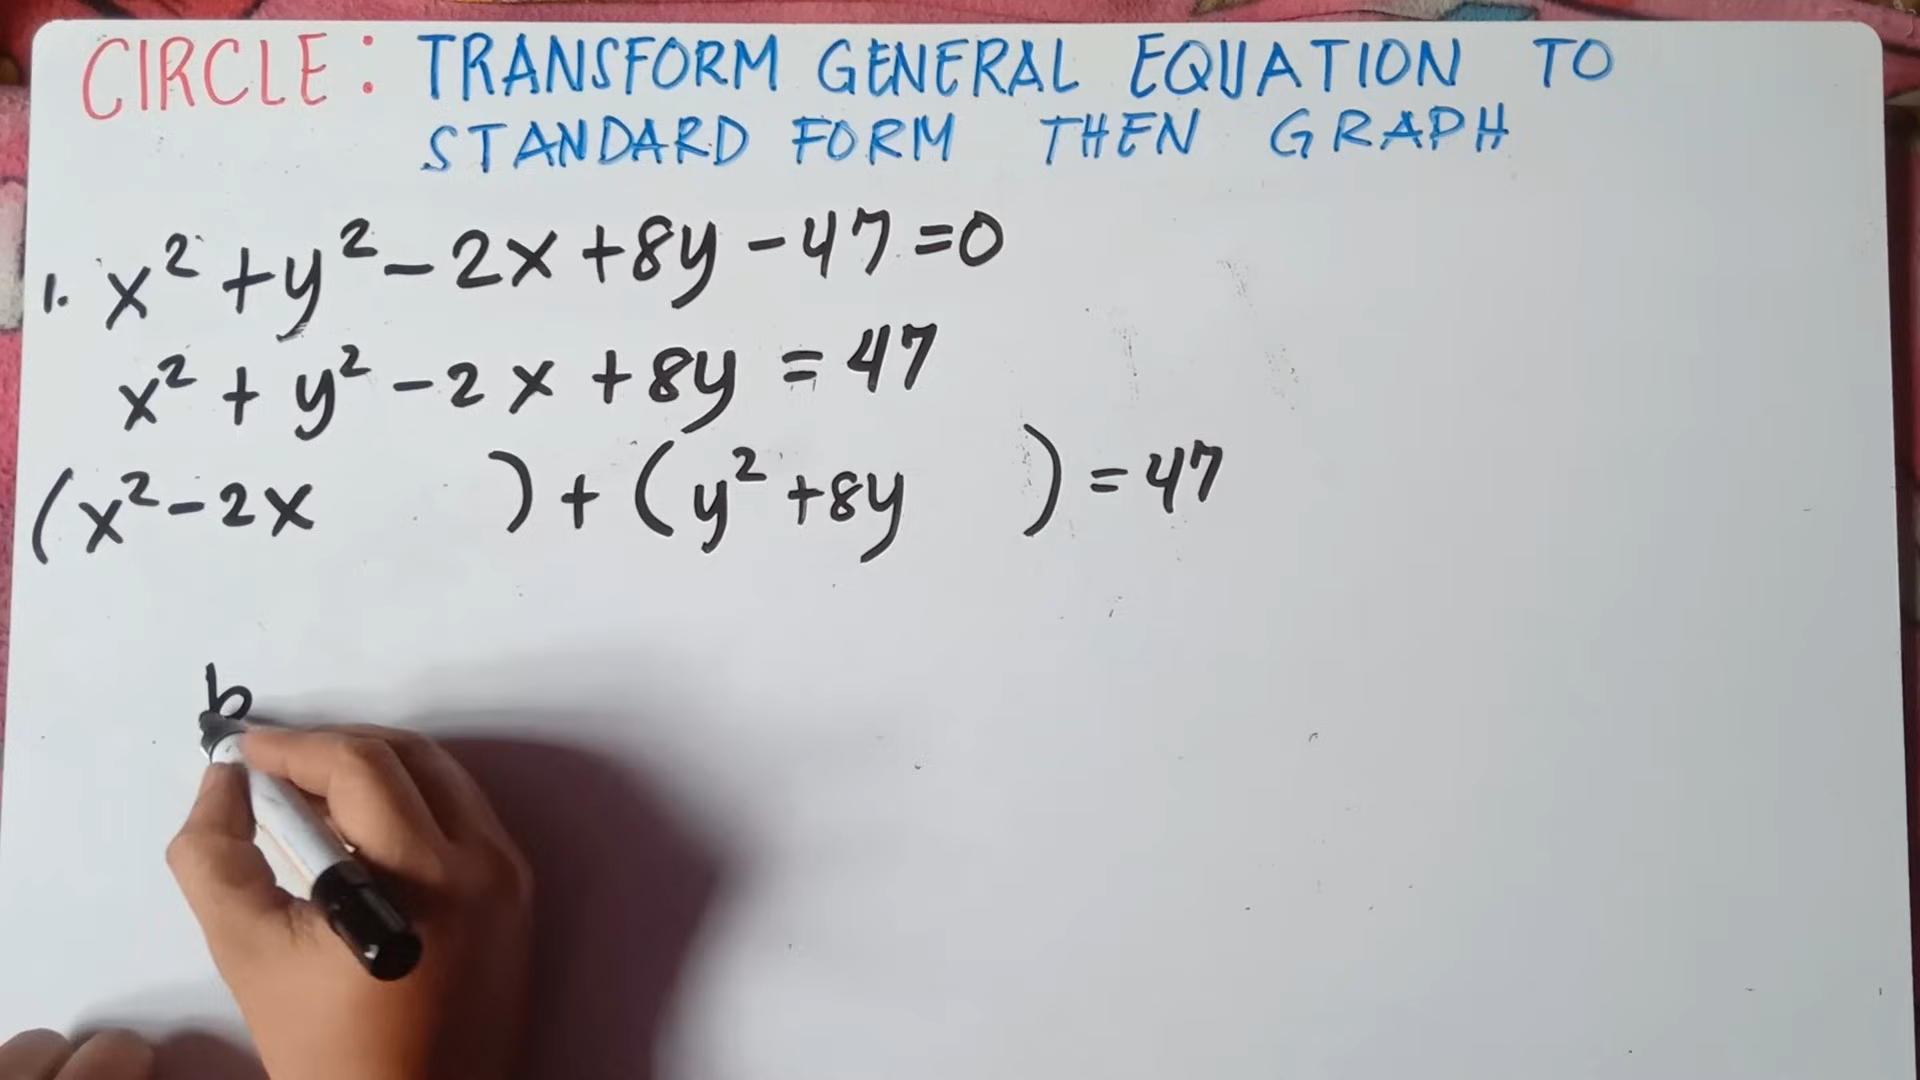 CIRCLE: TRANSFORM GENERAL EQUATION TO
STANDARD FORM THEN GRAPH
1. x² + y² - 2x + 8y - 47 = 0
x² + y² - 2x + 8y = 47
(x² - 2x ) + (y² + 8y ) = 47
b